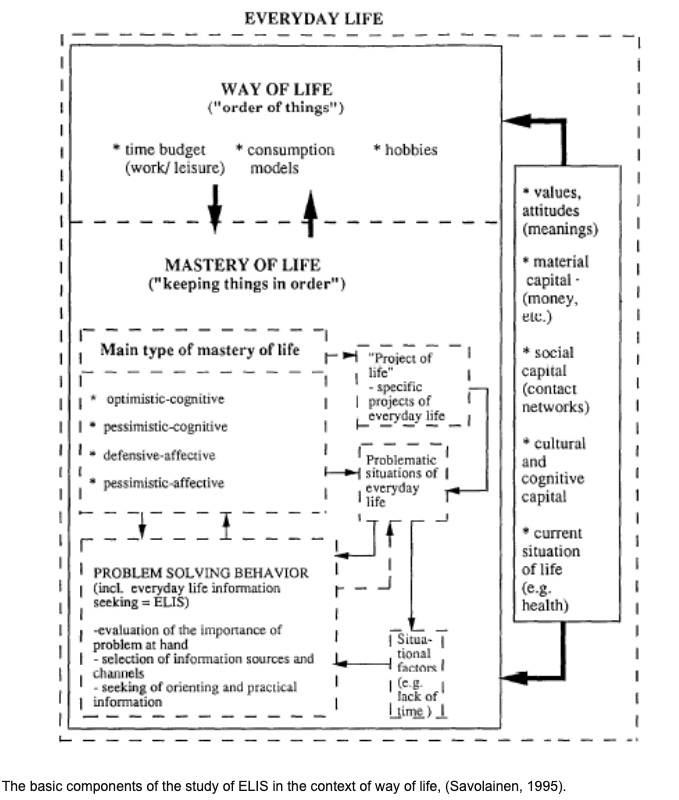 EVERYDAY LIFE
WAY OF LIFE
("order of things")
* time budget
(work/ leisure)
* consumption
models
* hobbies
MASTERY OF LIFE
("keeping things in order")
Main type of mastery of life
* optimistic-cognitive
* pessimistic-cognitive
* defensive-affective
* pessimistic-affective
"Project of
life"
- specific
projects of
everyday life
Problematic
situations of
everyday
life
PROBLEM SOLVING BEHAVIOR
(incl. everyday life information
seeking = ELIS)
-evaluation of the importance of
problem at hand
- selection of information sources and
channels
- seeking of orienting and practical
information
Situa-
tional
factors
(e.g.
lack of
time )
* values,
attitudes
(meanings)
* material
capital -
(money,
etc.)
* social
capital
(contact
networks)
* cultural
and
cognitive
capital
* current
situation
of life
(e.g.
health)
The basic components of the study of ELIS in the context of way of life, (Savolainen, 1995).